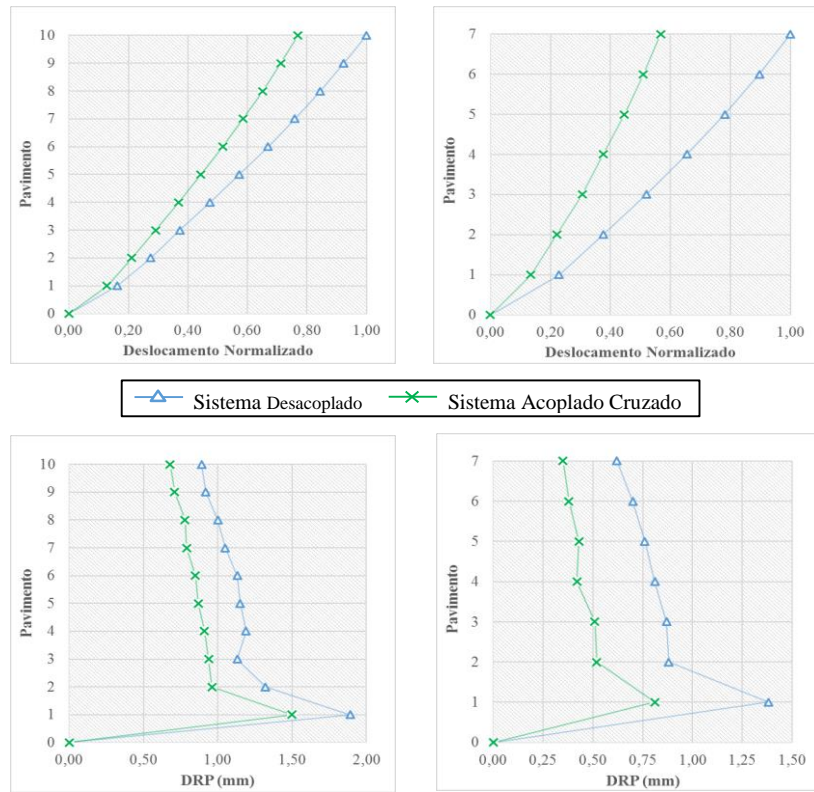 10
9
8
7
6
5
4
3
2
1
0
Pavimento
0,00 0,20 0,40 0,60 0,80 1,00
Deslocamento Normalizado
7
6
5
4
3
2
1
0
Pavimento
0,00 0,20 0,40 0,60 0,80 1,00
Deslocamento Normalizado
Sistema Desacoplado Sistema Acoplado Cruzado
10
9
8
7
6
5
4
3
2
1
0
Pavimento
0,00 0,50 1,00 1,50 2,00
DRP (mm)
7
6
5
4
3
2
1
0
Pavimento
0,00 0,25 0,50 0,75 1,00 1,25 1,50
DRP (mm)